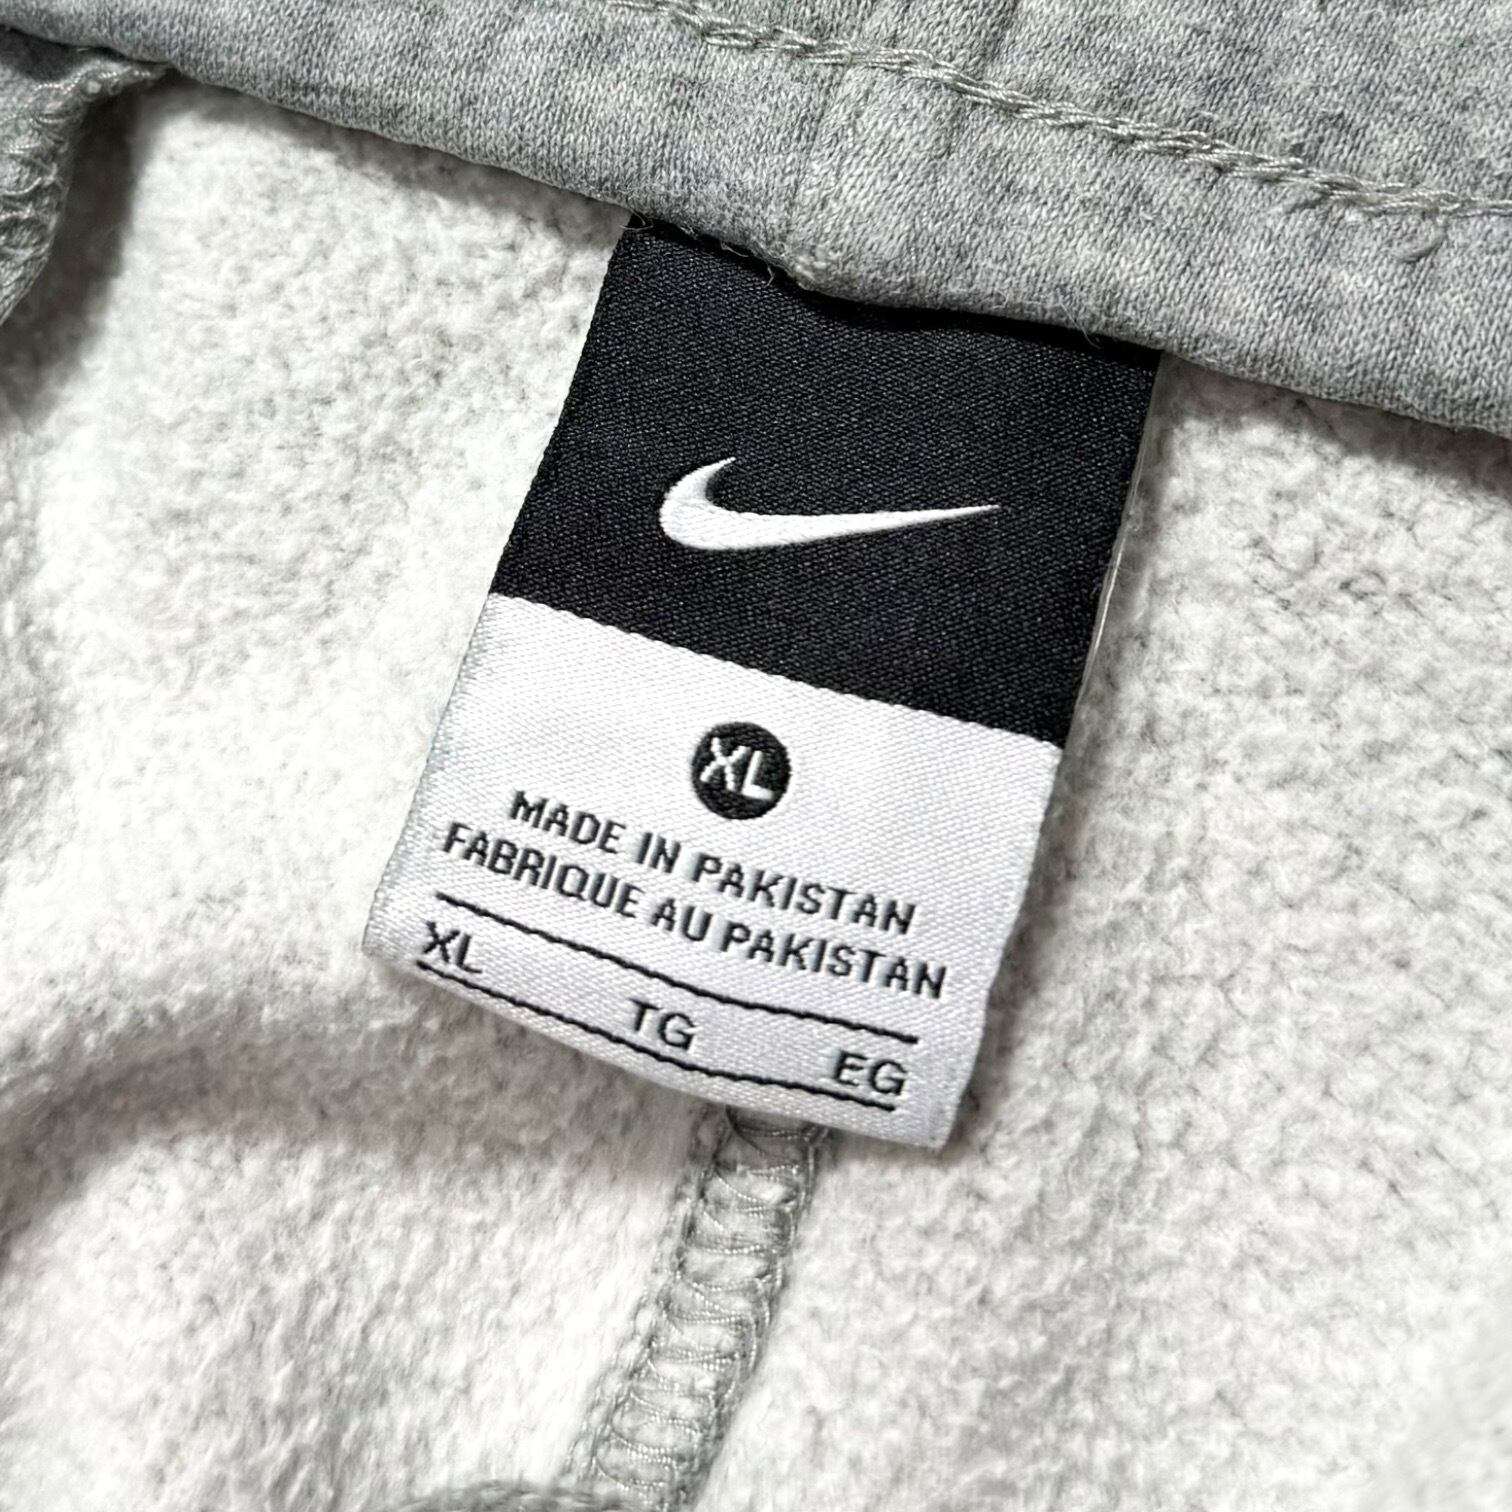 XL
MADE IN PAKISTAN
FABRIQUE AU PAKISTAN
XL TG EG